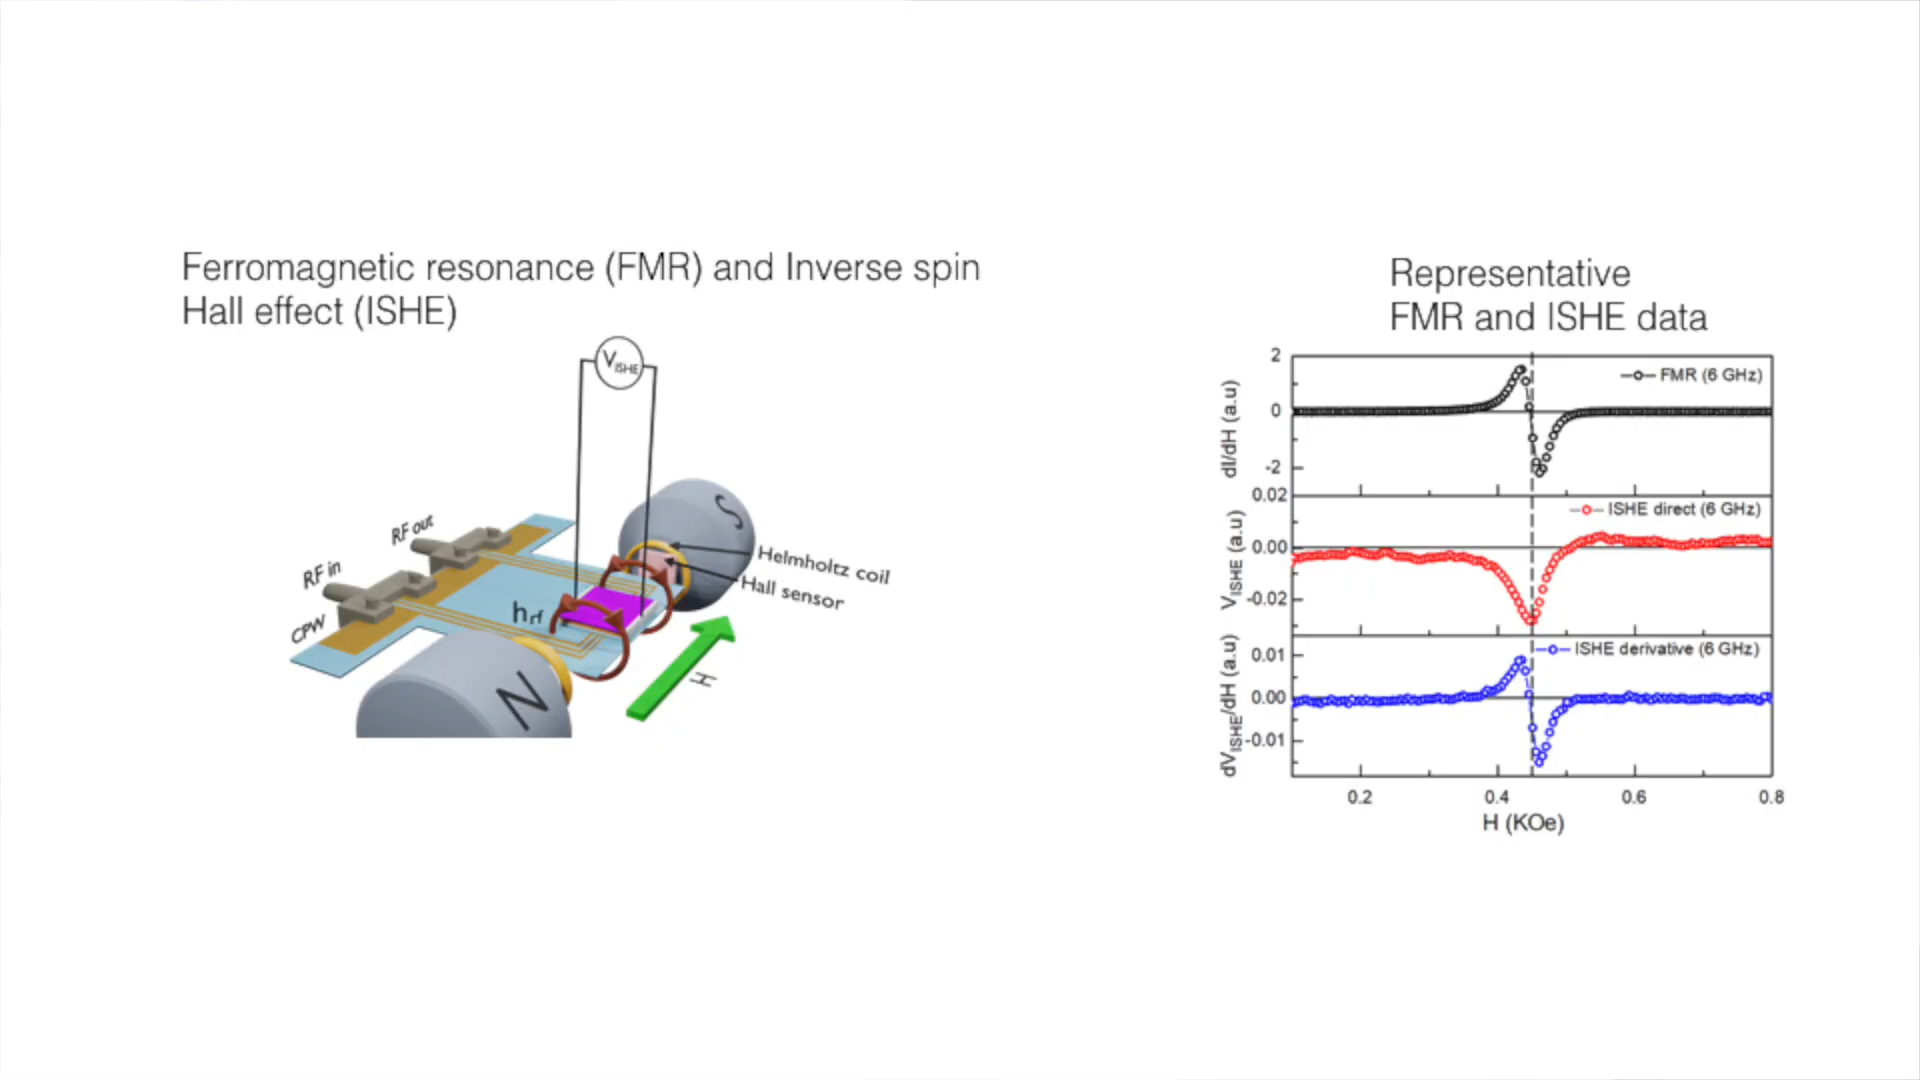 Ferromagnetic resonance (FMR) and Inverse spin
Hall effect (ISHE)
VISHE
S
RF out
Helmholtz coil
RF in
Hall sensor
hrf
CPW
H
N
Representative
FMR and ISHE data
2
FMR (6 GHz)
dI/dH (a.u)
0
-2
0.02
ISHE direct (6 GHz)
VISHE (a.u)
0.00
-0.02
ISHE derivative (6 GHz)
dVISHE/dH (a.u)
0.01
0.00
-0.01
0.2 0.4 0.6 0.8
H (KOe)